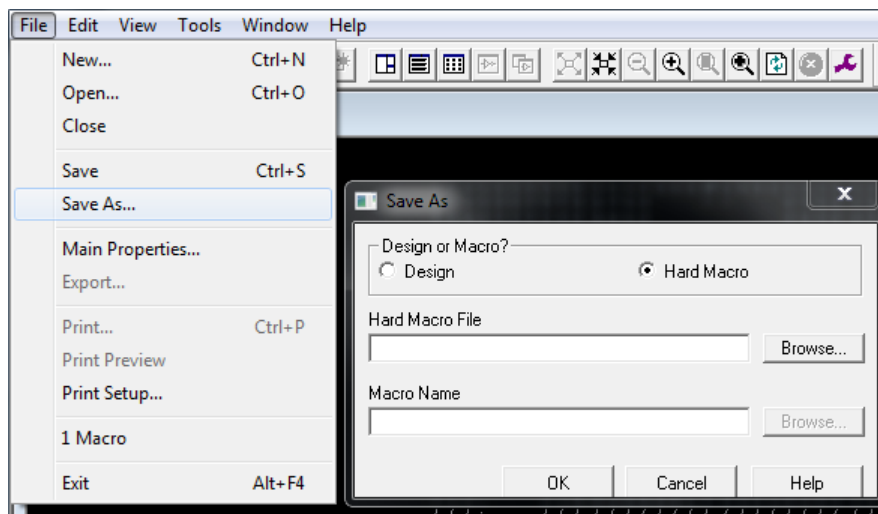 File Edit View Tools Window Help
New... Ctrl+N
Open... Ctrl+O
Close
Save Ctrl+S
Save As...
Main Properties...
Export...
Print... Ctrl+P
Print Preview
Print Setup...
1 Macro
Exit Alt+F4
Save As
Design or Macro?
Design Hard Macro
Hard Macro File
Browse...
Macro Name
Browse...
OK Cancel Help